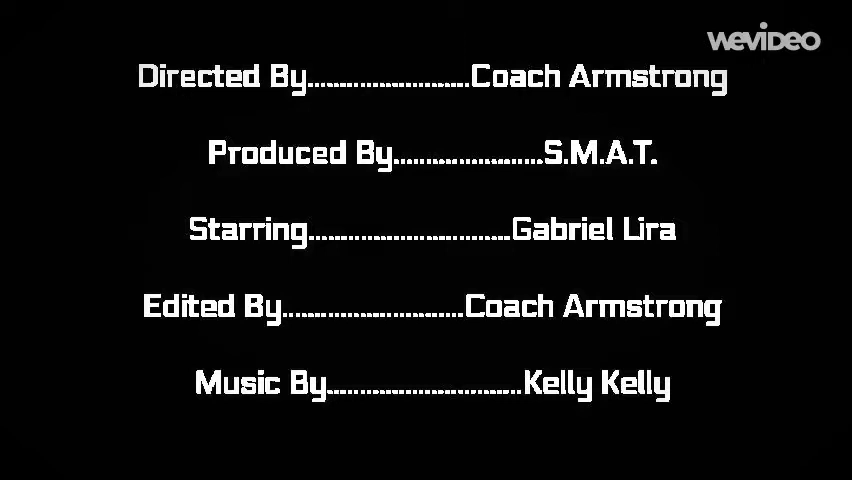 WEVIDEO
Directed By.........................Coach Armstrong
Produced By.......................S.M.A.T.
Starring...............................Gabriel Lira
Edited By............................Coach Armstrong
Music By..............................Kelly Kelly